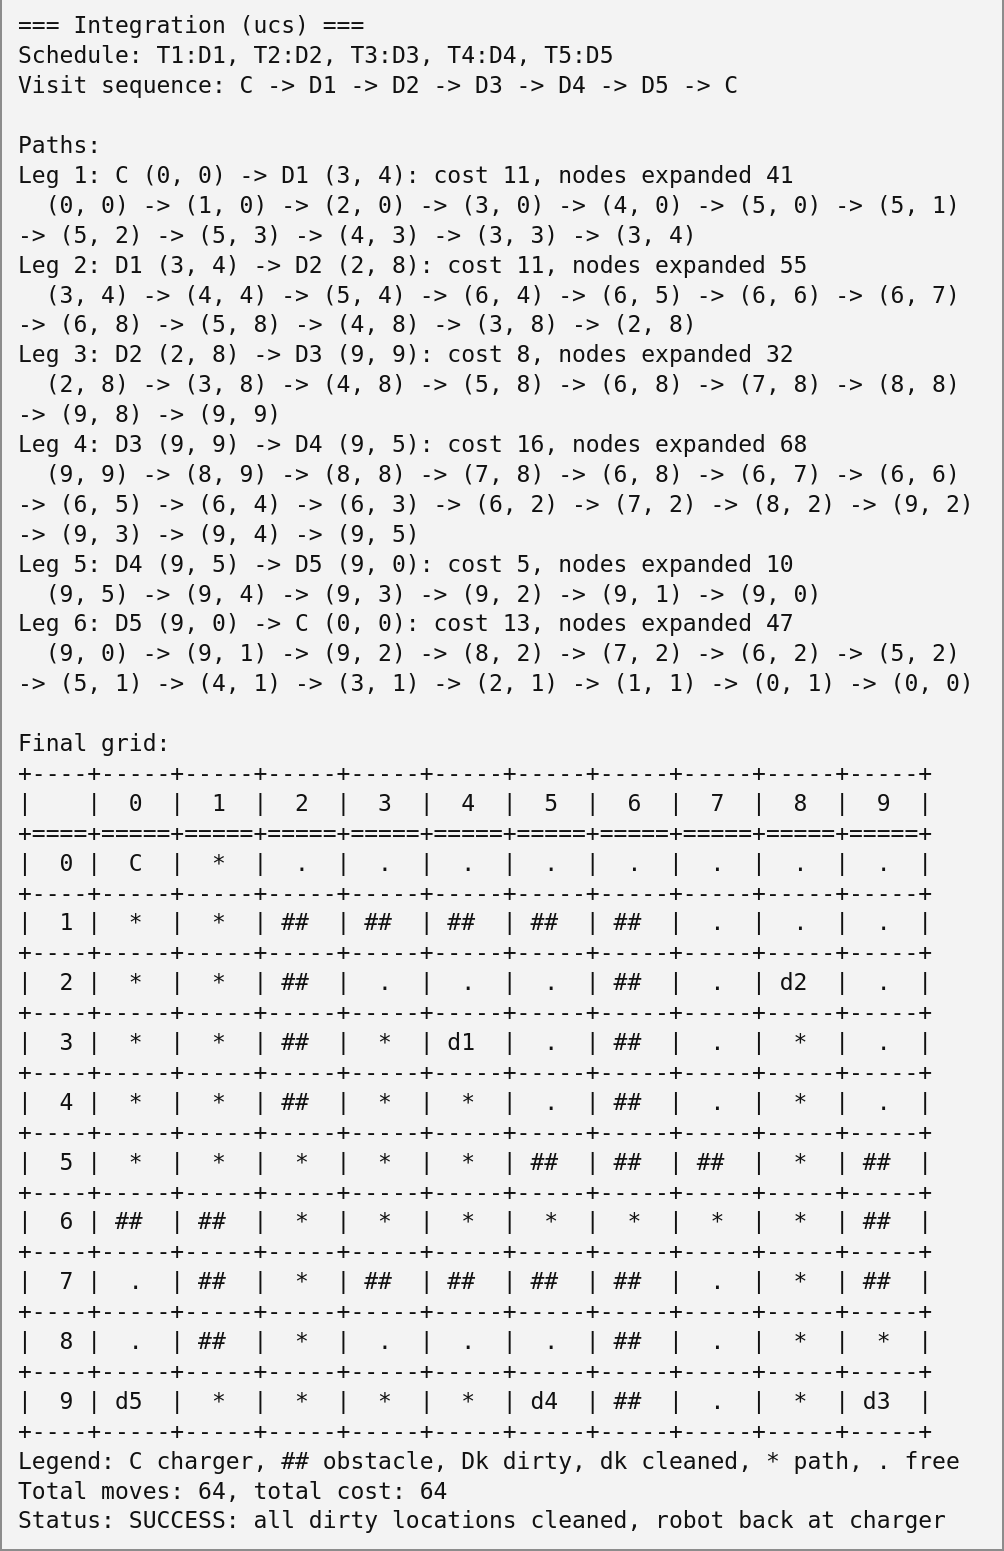 === Integration (ucs) ===
Schedule: T1:D1, T2:D2, T3:D3, T4:D4, T5:D5
Visit sequence: C -> D1 -> D2 -> D3 -> D4 -> D5 -> C

Paths:
Leg 1: C (0, 0) -> D1 (3, 4): cost 11, nodes expanded 41
  (0, 0) -> (1, 0) -> (2, 0) -> (3, 0) -> (4, 0) -> (5, 0) -> (5, 1)
-> (5, 2) -> (5, 3) -> (4, 3) -> (3, 3) -> (3, 4)
Leg 2: D1 (3, 4) -> D2 (2, 8): cost 11, nodes expanded 55
  (3, 4) -> (4, 4) -> (5, 4) -> (6, 4) -> (6, 5) -> (6, 6) -> (6, 7)
-> (6, 8) -> (5, 8) -> (4, 8) -> (3, 8) -> (2, 8)
Leg 3: D2 (2, 8) -> D3 (9, 9): cost 8, nodes expanded 32
  (2, 8) -> (3, 8) -> (4, 8) -> (5, 8) -> (6, 8) -> (7, 8) -> (8, 8)
-> (9, 8) -> (9, 9)
Leg 4: D3 (9, 9) -> D4 (9, 5): cost 16, nodes expanded 68
  (9, 9) -> (8, 9) -> (8, 8) -> (7, 8) -> (6, 8) -> (6, 7) -> (6, 6)
-> (6, 5) -> (6, 4) -> (6, 3) -> (6, 2) -> (7, 2) -> (8, 2) -> (9, 2)
-> (9, 3) -> (9, 4) -> (9, 5)
Leg 5: D4 (9, 5) -> D5 (9, 0): cost 5, nodes expanded 10
  (9, 5) -> (9, 4) -> (9, 3) -> (9, 2) -> (9, 1) -> (9, 0)
Leg 6: D5 (9, 0) -> C (0, 0): cost 13, nodes expanded 47
  (9, 0) -> (9, 1) -> (9, 2) -> (8, 2) -> (7, 2) -> (6, 2) -> (5, 2)
-> (5, 1) -> (4, 1) -> (3, 1) -> (2, 1) -> (1, 1) -> (0, 1) -> (0, 0)

Final grid:
+----+-----+-----+-----+-----+-----+-----+-----+-----+-----+-----+
|    |  0  |  1  |  2  |  3  |  4  |  5  |  6  |  7  |  8  |  9  |
+====+=====+=====+=====+=====+=====+=====+=====+=====+=====+=====+
|  0 |  C  |  *  |  .  |  .  |  .  |  .  |  .  |  .  |  .  |  .  |
+----+-----+-----+-----+-----+-----+-----+-----+-----+-----+-----+
|  1 |  *  |  *  | ##  | ##  | ##  | ##  | ##  |  .  |  .  |  .  |
+----+-----+-----+-----+-----+-----+-----+-----+-----+-----+-----+
|  2 |  *  |  *  | ##  |  .  |  .  |  .  | ##  |  .  | d2  |  .  |
+----+-----+-----+-----+-----+-----+-----+-----+-----+-----+-----+
|  3 |  *  |  *  | ##  |  *  | d1  |  .  | ##  |  .  |  *  |  .  |
+----+-----+-----+-----+-----+-----+-----+-----+-----+-----+-----+
|  4 |  *  |  *  | ##  |  *  |  *  |  .  | ##  |  .  |  *  |  .  |
+----+-----+-----+-----+-----+-----+-----+-----+-----+-----+-----+
|  5 |  *  |  *  |  *  |  *  |  *  | ##  | ##  | ##  |  *  | ##  |
+----+-----+-----+-----+-----+-----+-----+-----+-----+-----+-----+
|  6 | ##  | ##  |  *  |  *  |  *  |  *  |  *  |  *  |  *  | ##  |
+----+-----+-----+-----+-----+-----+-----+-----+-----+-----+-----+
|  7 |  .  | ##  |  *  | ##  | ##  | ##  | ##  |  .  |  *  | ##  |
+----+-----+-----+-----+-----+-----+-----+-----+-----+-----+-----+
|  8 |  .  | ##  |  *  |  .  |  .  |  .  | ##  |  .  |  *  |  *  |
+----+-----+-----+-----+-----+-----+-----+-----+-----+-----+-----+
|  9 | d5  |  *  |  *  |  *  |  *  | d4  | ##  |  .  |  *  | d3  |
+----+-----+-----+-----+-----+-----+-----+-----+-----+-----+-----+
Legend: C charger, ## obstacle, Dk dirty, dk cleaned, * path, . free
Total moves: 64, total cost: 64
Status: SUCCESS: all dirty locations cleaned, robot back at charger